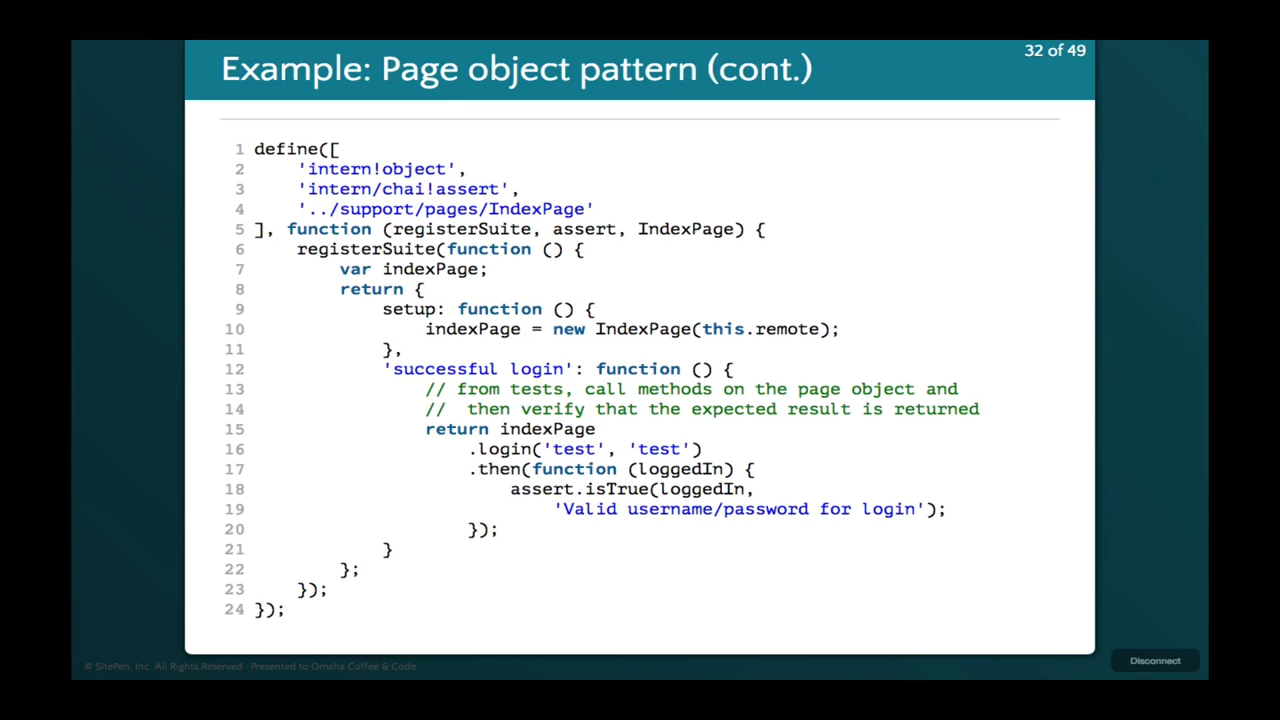 Example: Page object pattern (cont.)
32 of 49
1 define([
2     'intern!object',
3     'intern/chai!assert',
4     '../support/pages/IndexPage'
5 ], function (registerSuite, assert, IndexPage) {
6     registerSuite(function () {
7         var indexPage;
8         return {
9             setup: function () {
10                 indexPage = new IndexPage(this.remote);
11             },
12             'successful login': function () {
13                 // from tests, call methods on the page object and
14                 //  then verify that the expected result is returned
15                 return indexPage
16                     .login('test', 'test')
17                     .then(function (loggedIn) {
18                         assert.isTrue(loggedIn,
19                             'Valid username/password for login');
20                     });
21             }
22         };
23     });
24 });
© SitePen, Inc. All Rights Reserved · Presented to Omaha Coffee & Code
Disconnect